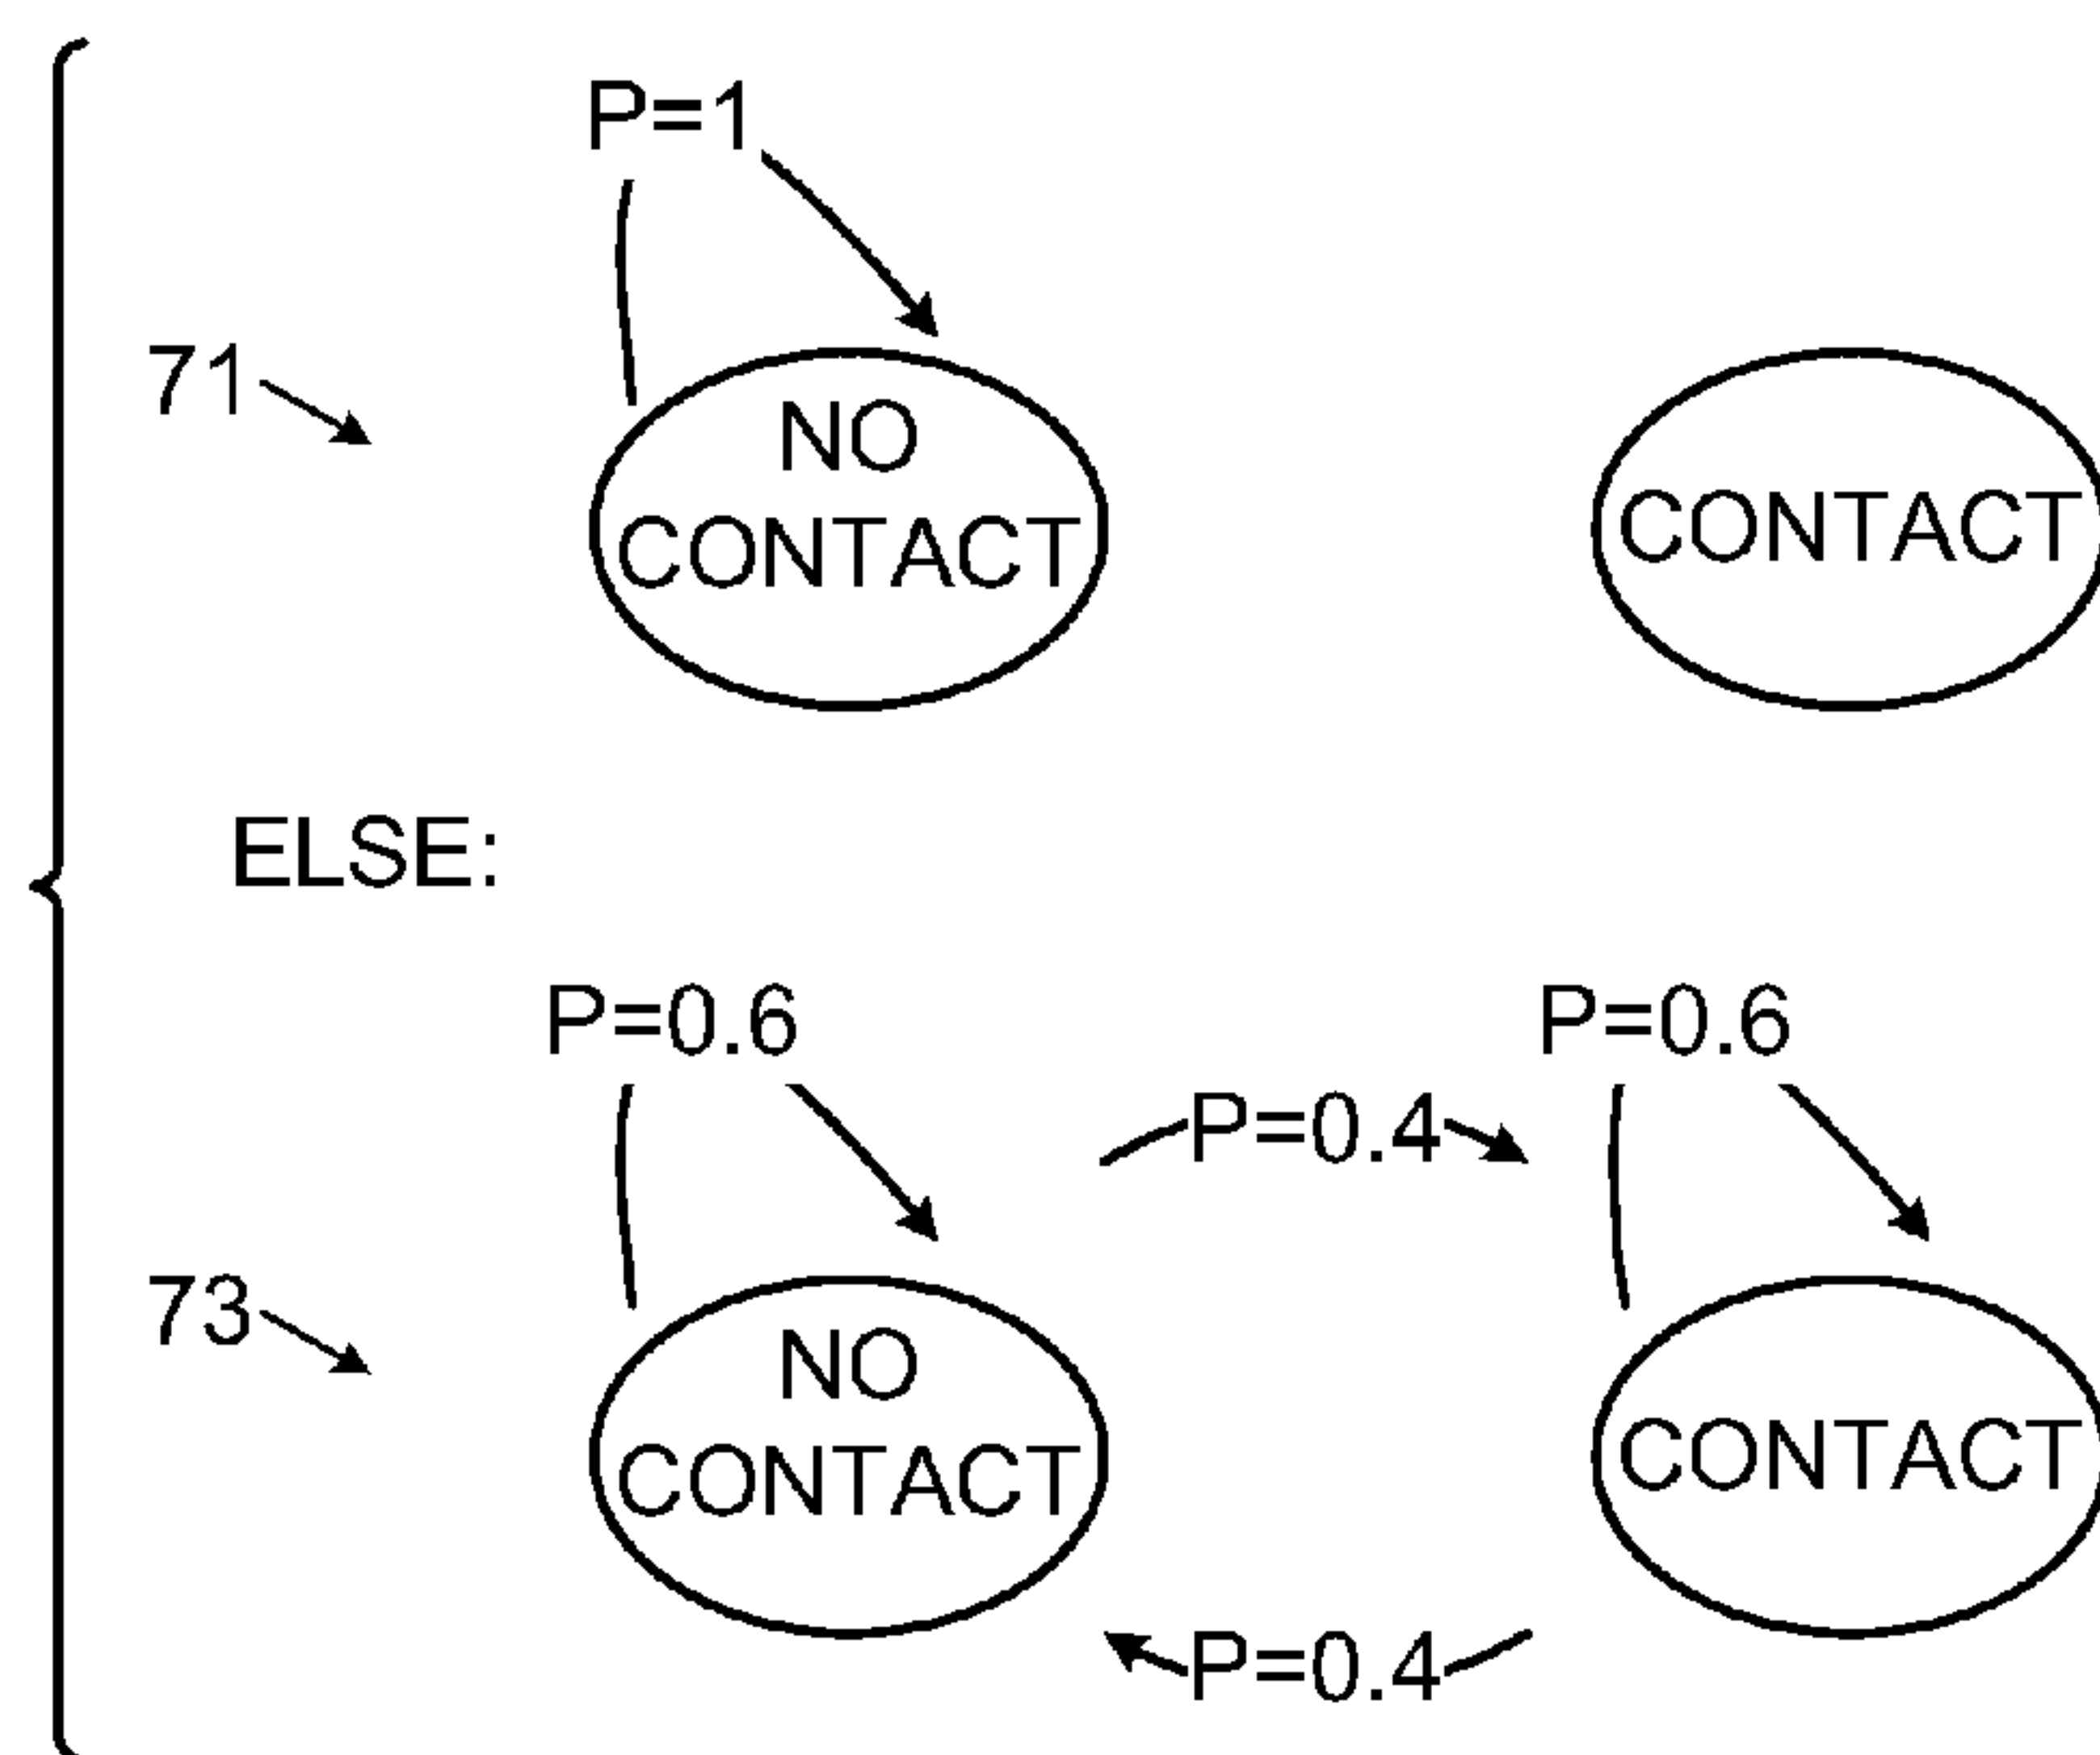 P=1
71
NO
CONTACT
CONTACT
ELSE:
P=0.6
P=0.6
P=0.4
73
NO
CONTACT
CONTACT
P=0.4